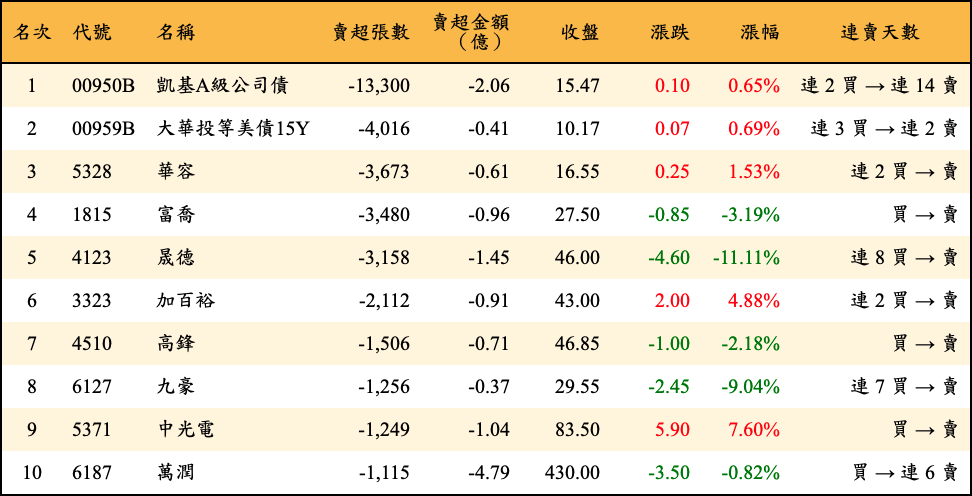 名次 代號 名稱 賣超張數 賣超金額（億） 收盤 漲跌 漲幅 連賣天數
1 00950B 凱基A級公司債 -13,300 -2.06 15.47 0.10 0.65% 連 2 買 → 連 14 賣
2 00959B 大華投等美債15Y -4,016 -0.41 10.17 0.07 0.69% 連 3 買 → 連 2 賣
3 5328 華容 -3,673 -0.61 16.55 0.25 1.53% 連 2 買 → 賣
4 1815 富喬 -3,480 -0.96 27.50 -0.85 -3.19% 買 → 賣
5 4123 晟德 -3,158 -1.45 46.00 -4.60 -11.11% 連 8 買 → 賣
6 3323 加百裕 -2,112 -0.91 43.00 2.00 4.88% 連 2 買 → 賣
7 4510 高鋒 -1,506 -0.71 46.85 -1.00 -2.18% 買 → 賣
8 6127 九豪 -1,256 -0.37 29.55 -2.45 -9.04% 連 7 買 → 賣
9 5371 中光電 -1,249 -1.04 83.50 5.90 7.60% 買 → 賣
10 6187 萬潤 -1,115 -4.79 430.00 -3.50 -0.82% 買 → 連 6 賣